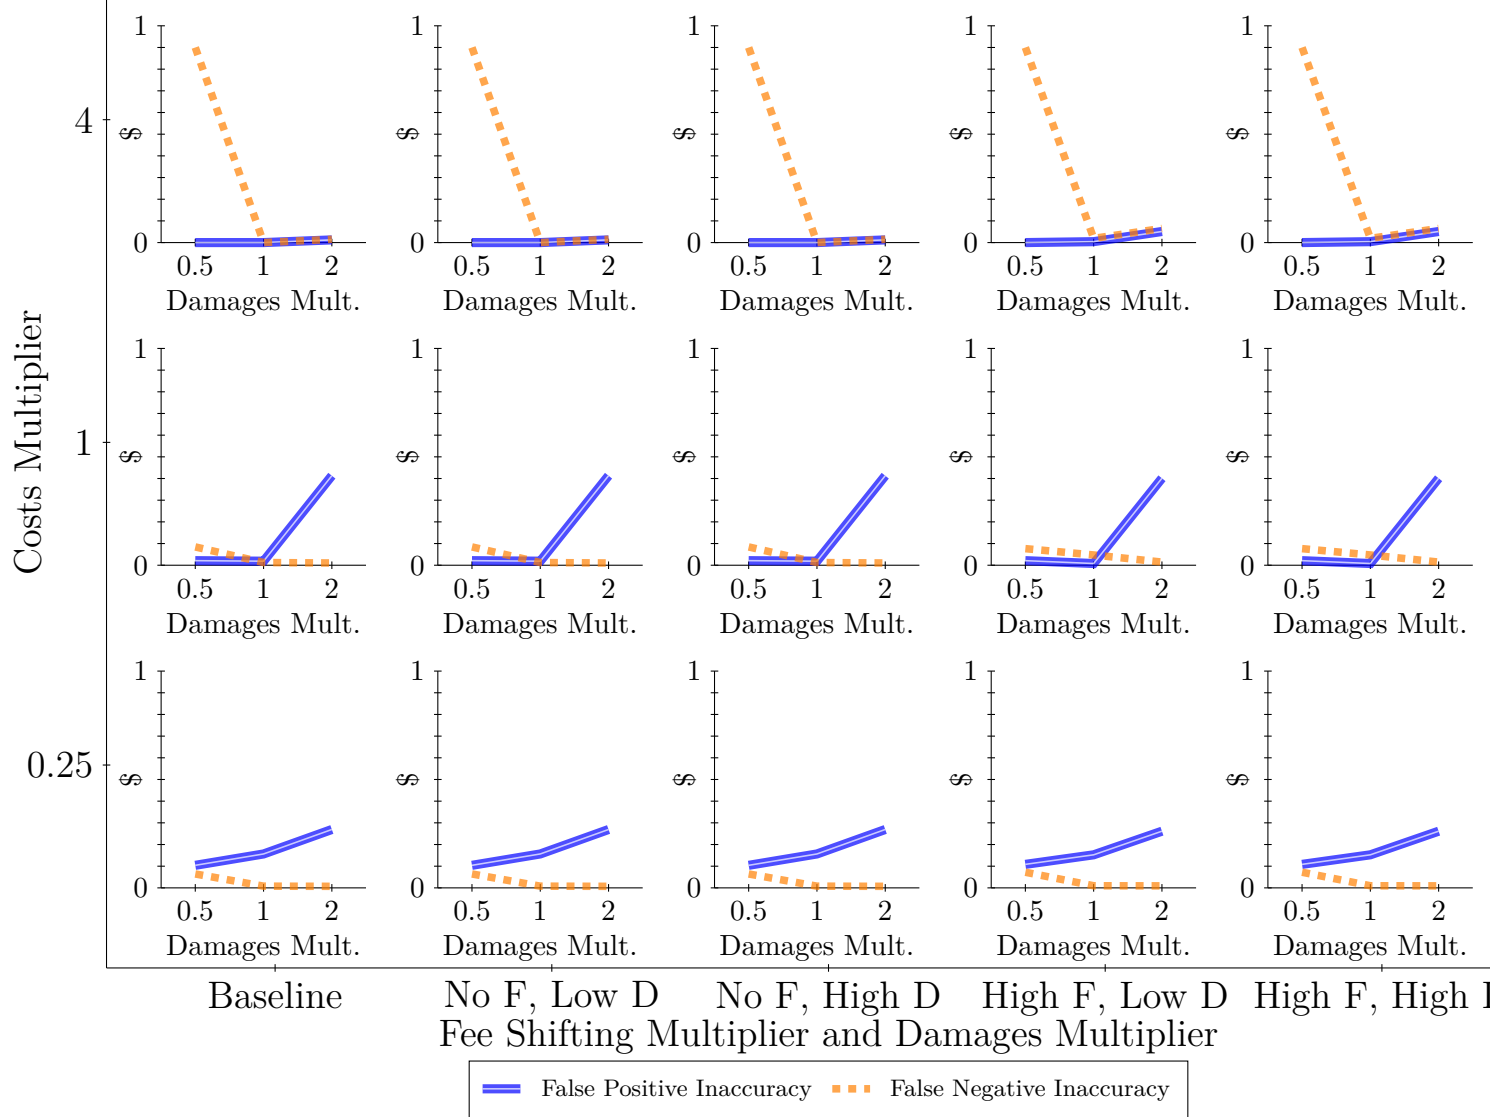 1 1 1 1 1
4 $ $ $ $ $
0 0 0 0 0
0.5 1 2 0.5 1 2 0.5 1 2 0.5 1 2 0.5 1 2
Damages Mult. Damages Mult. Damages Mult. Damages Mult. Damages Mult.
Costs Multiplier
1 1 1 1 1
1 $ $ $ $ $
0 0 0 0 0
0.5 1 2 0.5 1 2 0.5 1 2 0.5 1 2 0.5 1 2
Damages Mult. Damages Mult. Damages Mult. Damages Mult. Damages Mult.
1 1 1 1 1
0.25 $ $ $ $ $
0 0 0 0 0
0.5 1 2 0.5 1 2 0.5 1 2 0.5 1 2 0.5 1 2
Damages Mult. Damages Mult. Damages Mult. Damages Mult. Damages Mult.
Baseline No F, Low D No F, High D High F, Low D High F, High
Fee Shifting Multiplier and Damages Multiplier
False Positive Inaccuracy False Negative Inaccuracy